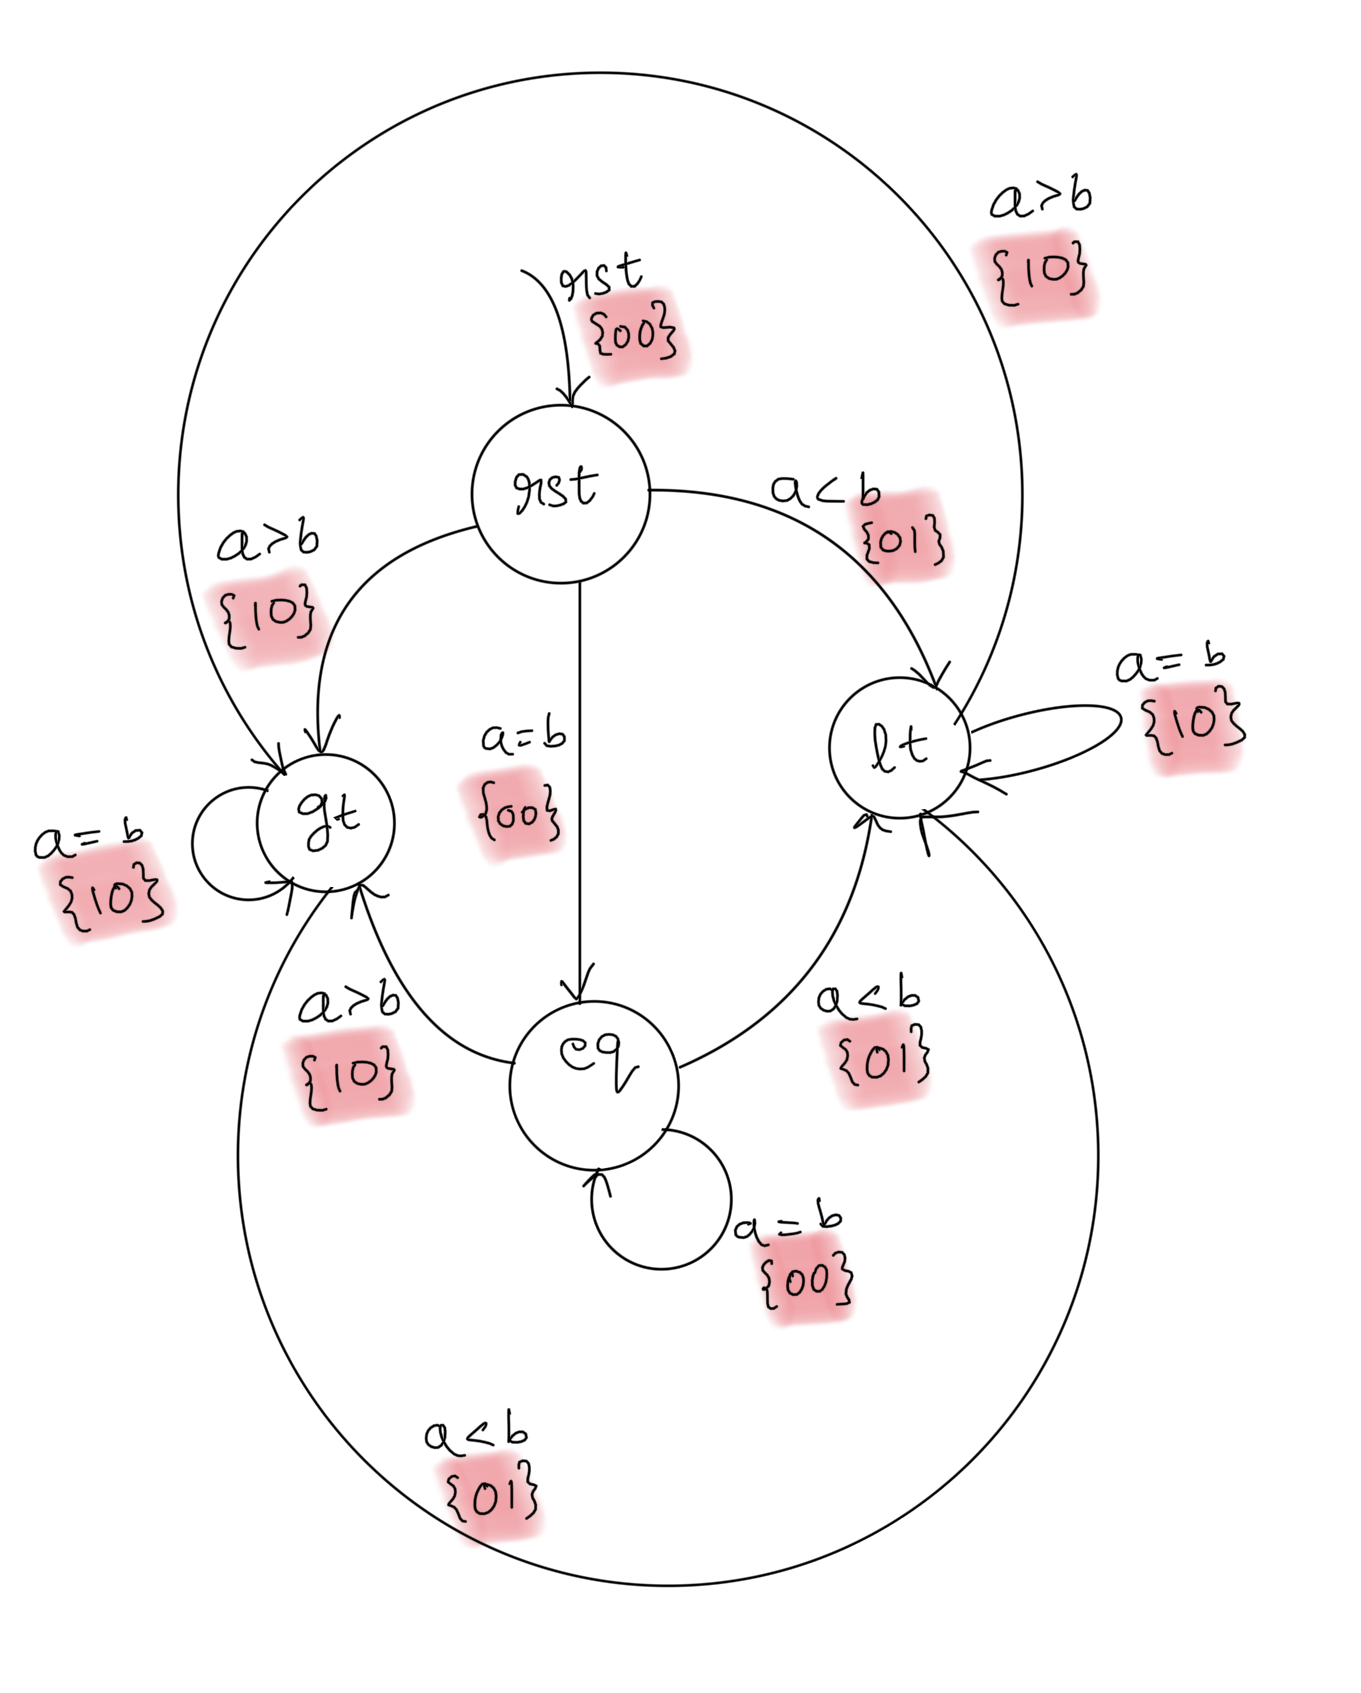 a>b
{10}
rst
{00}
rst
a<b
{01}
a>b
{10}
a=b
{10}
lt
a=b
{00}
gt
a=b
{10}
a>b
{10}
eq
a<b
{01}
a=b
{00}
a<b
{01}